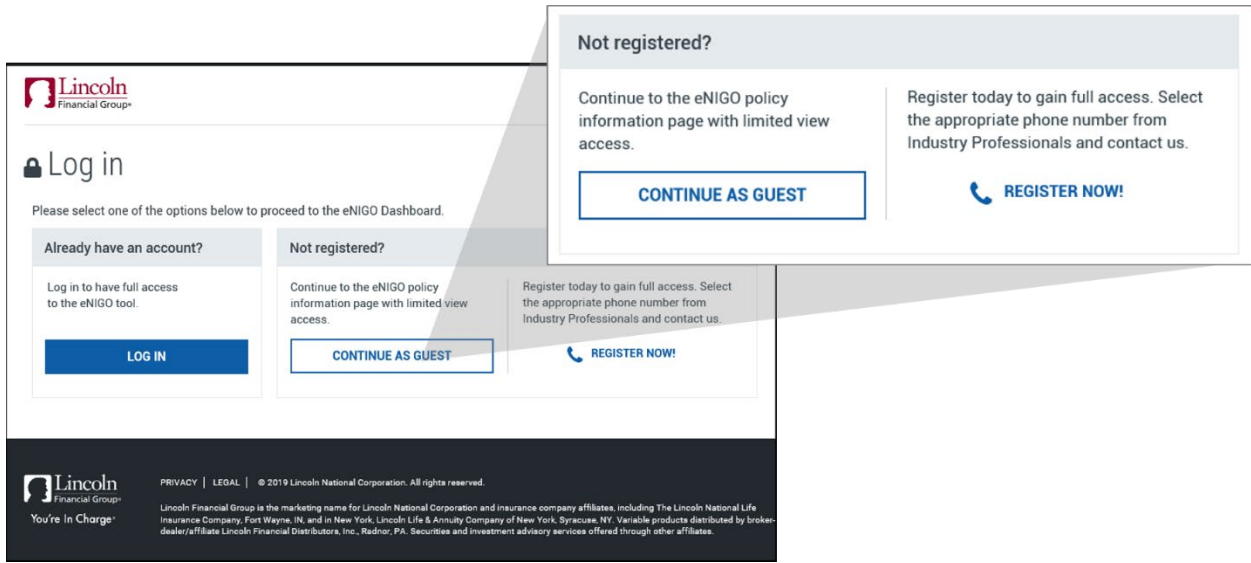 Lincoln
Financial Group®
Log in
Please select one of the options below to proceed to the eNIGO Dashboard.
Already have an account?
Log in to have full access
to the eNIGO tool.
LOG IN
Not registered?
Continue to the eNIGO policy
information page with limited view
access.
CONTINUE AS GUEST
Register today to gain full access. Select
the appropriate phone number from
Industry Professionals and contact us.
REGISTER NOW!
Not registered?
Continue to the eNIGO policy
information page with limited view
access.
CONTINUE AS GUEST
Register today to gain full access. Select
the appropriate phone number from
Industry Professionals and contact us.
REGISTER NOW!
Lincoln
Financial Group®
You're In Charge®
PRIVACY | LEGAL | © 2019 Lincoln National Corporation. All rights reserved.
Lincoln Financial Group is the marketing name for Lincoln National Corporation and insurance company affiliates, including The Lincoln National Life
Insurance Company, Fort Wayne, IN, and in New York, Lincoln Life & Annuity Company of New York, Syracuse, NY. Variable products distributed by broker-
dealer/affiliate Lincoln Financial Distributors, Inc., Radnor, PA. Securities and investment advisory services offered through other affiliates.